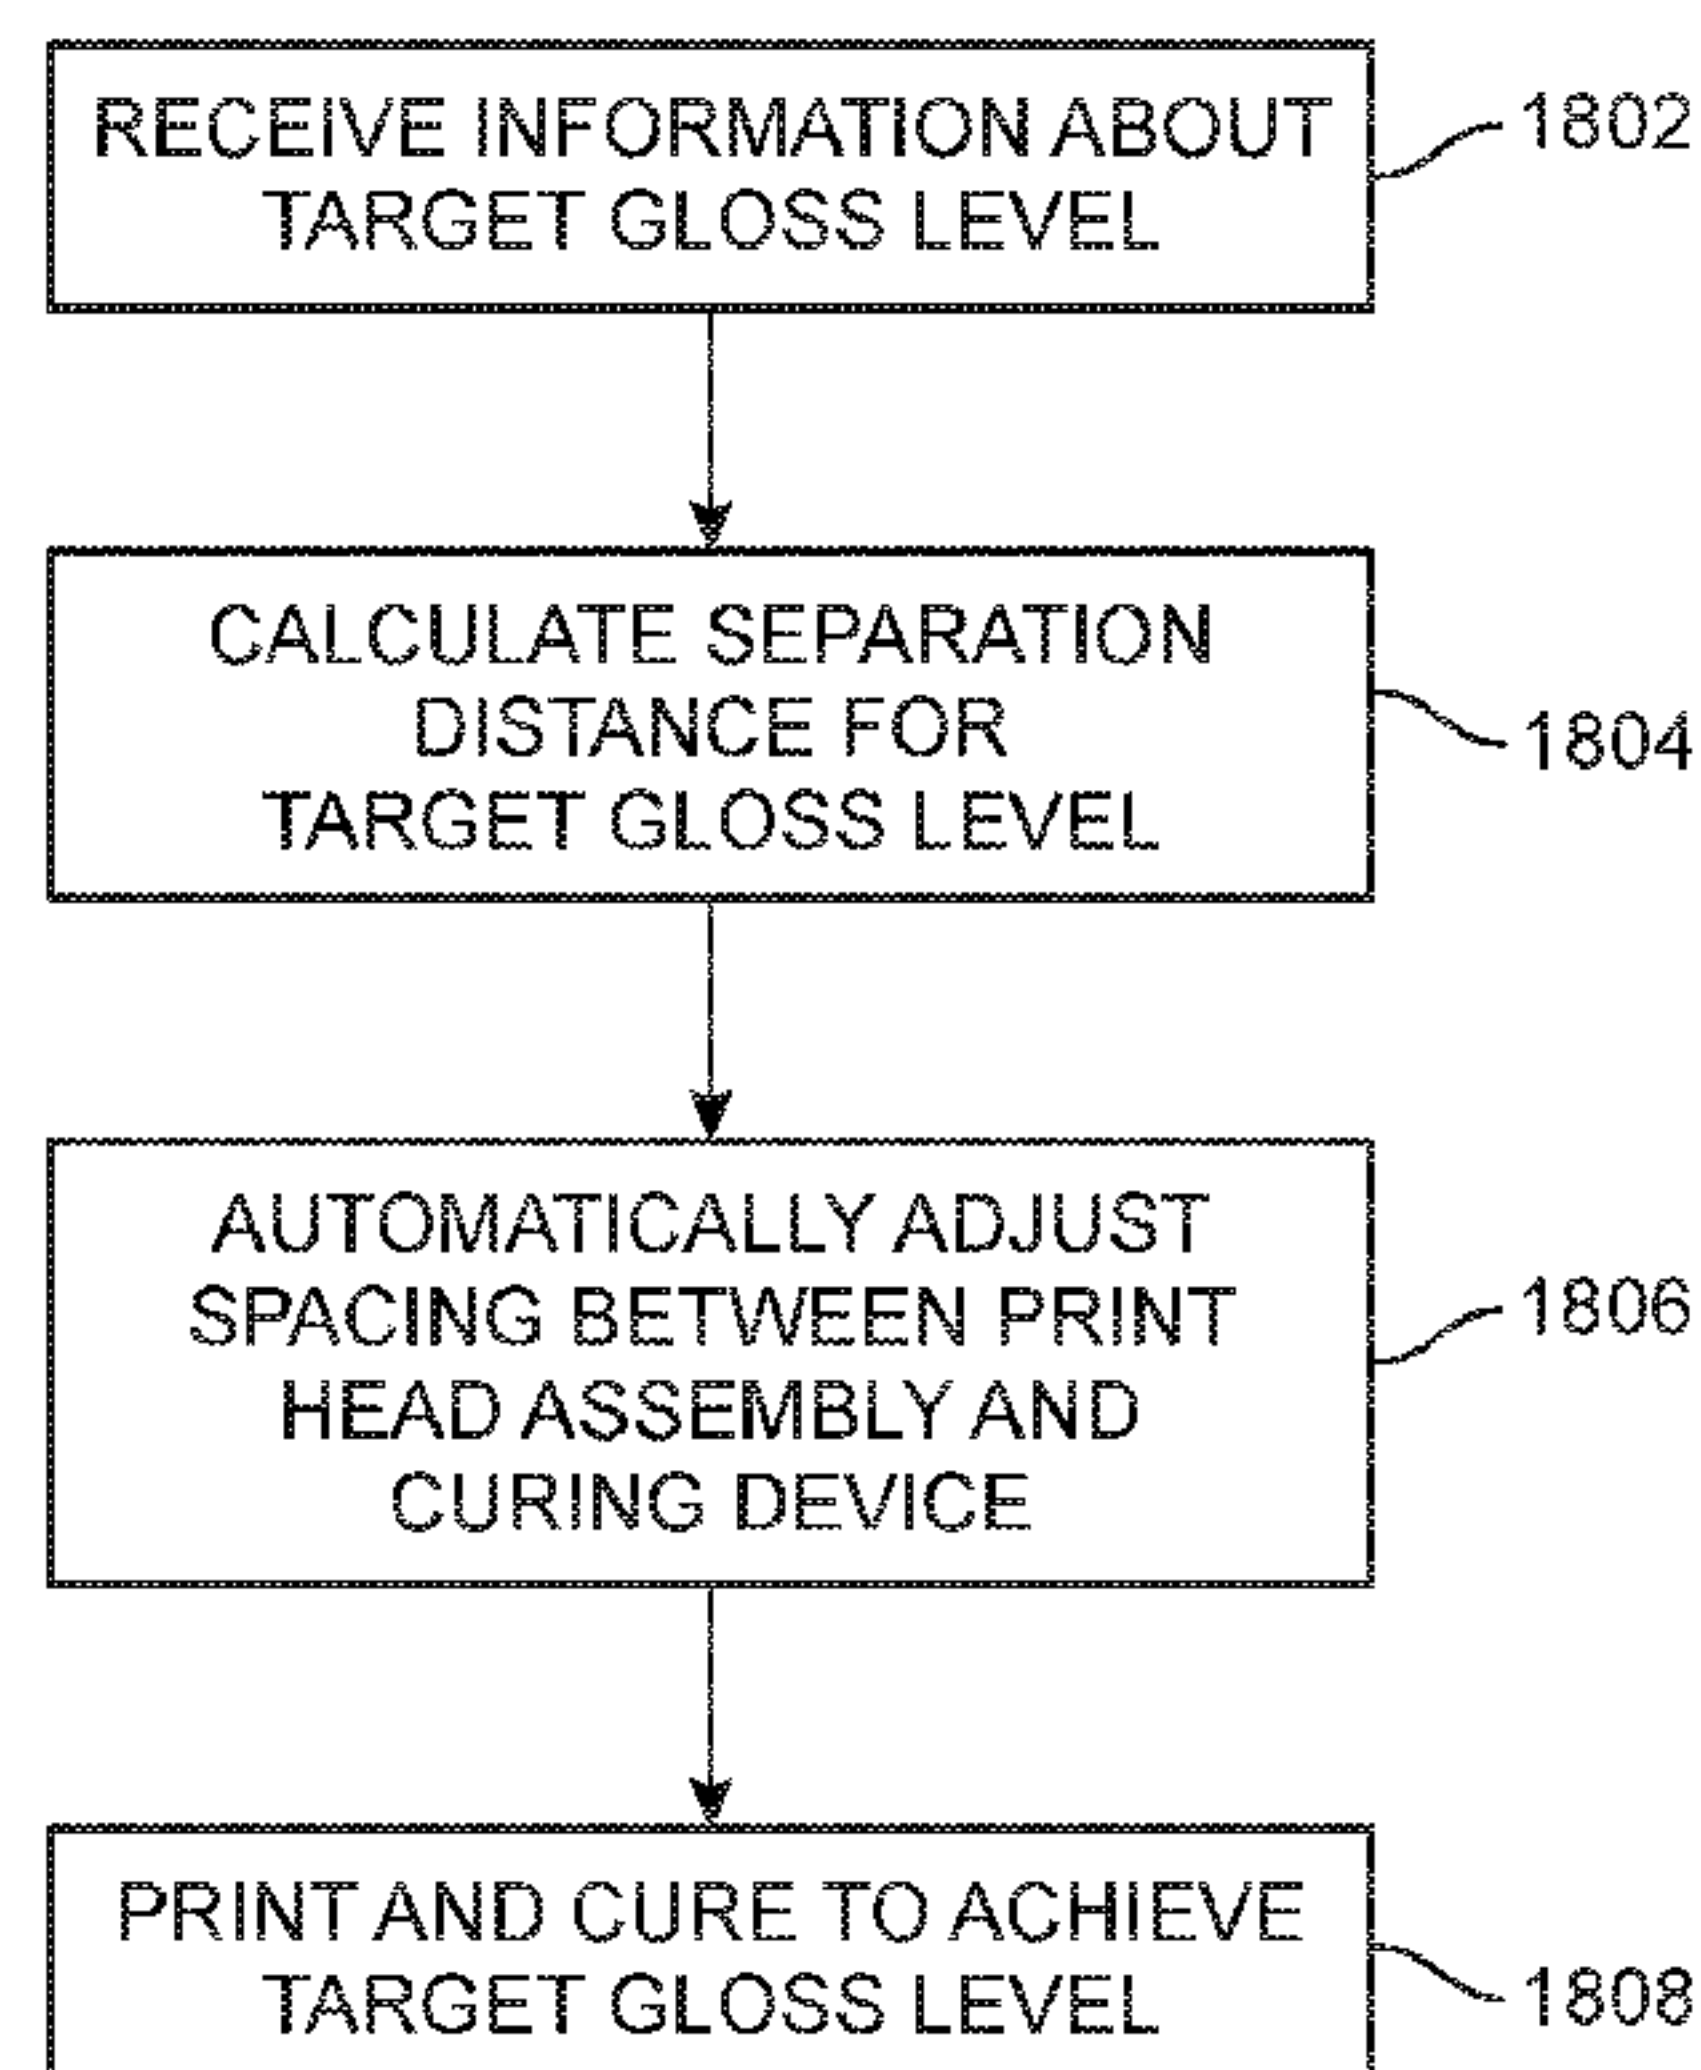 RECEIVE INFORMATION ABOUT
TARGET GLOSS LEVEL
1802
CALCULATE SEPARATION
DISTANCE FOR
TARGET GLOSS LEVEL
1804
AUTOMATICALLY ADJUST
SPACING BETWEEN PRINT
HEAD ASSEMBLY AND
CURING DEVICE
1806
PRINT AND CURE TO ACHIEVE
TARGET GLOSS LEVEL
1808